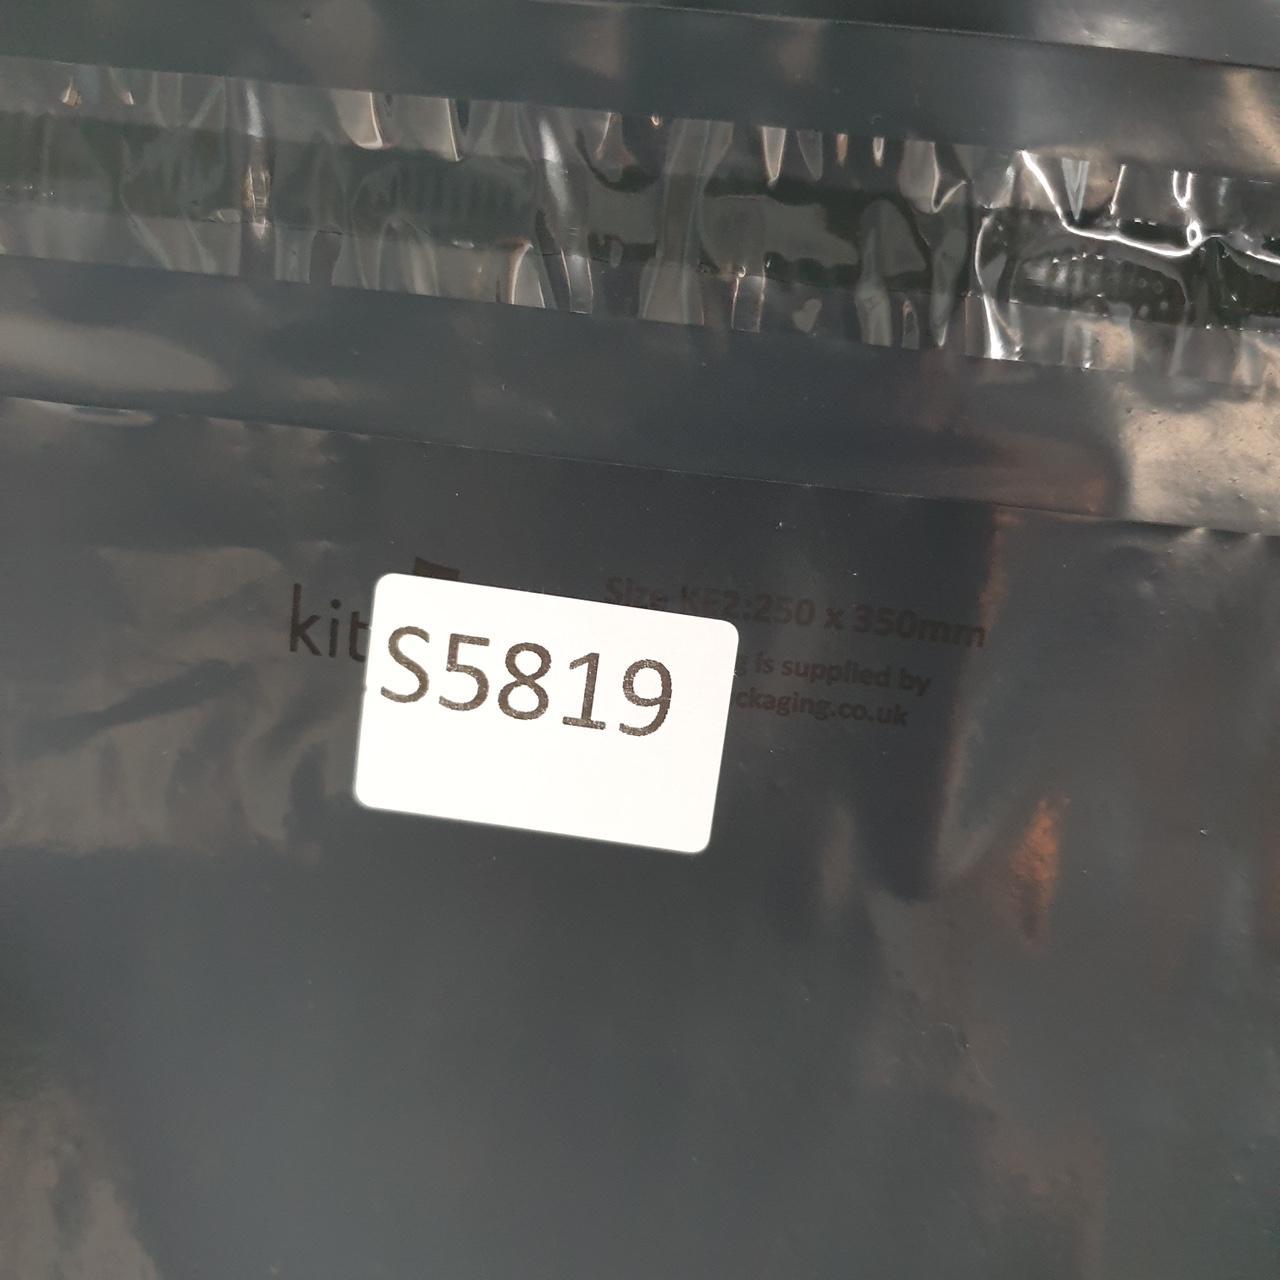 kit
S5819
Size KE2:250 x 350mm
is supplied by
ckaging.co.uk